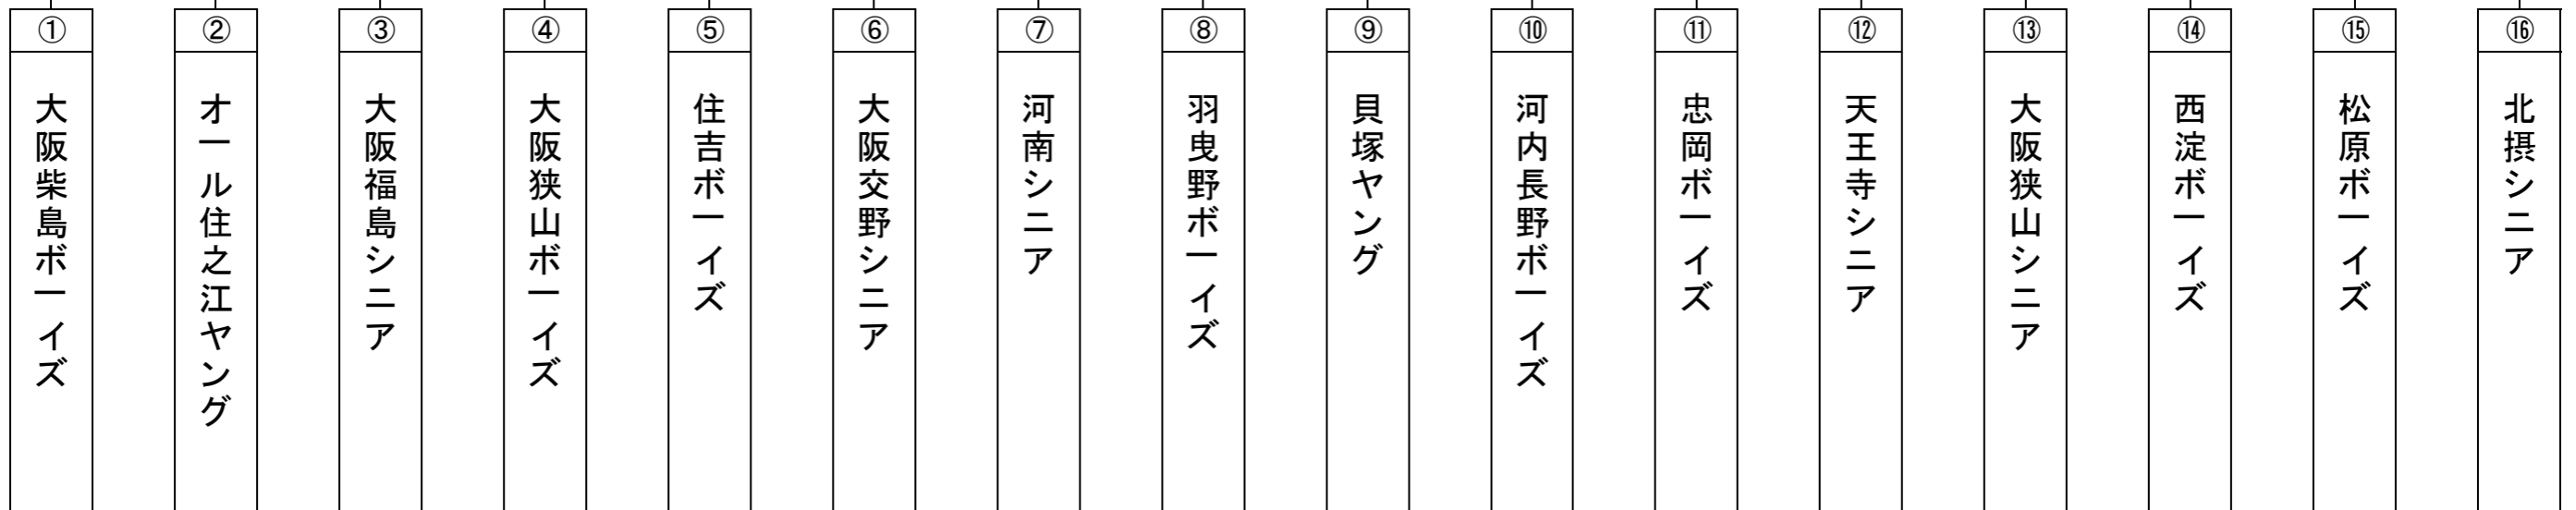 ①
大阪柴島ボーイズ
②
オール住之江ヤング
③
大阪福島シニア
④
大阪狭山ボーイズ
⑤
住吉ボーイズ
⑥
大阪交野シニア
⑦
河南シニア
⑧
羽曳野ボーイズ
⑨
貝塚ヤング
⑩
河内長野ボーイズ
⑪
忠岡ボーイズ
⑫
天王寺シニア
⑬
大阪狭山シニア
⑭
西淀ボーイズ
⑮
松原ボーイズ
⑯
北摂シニア